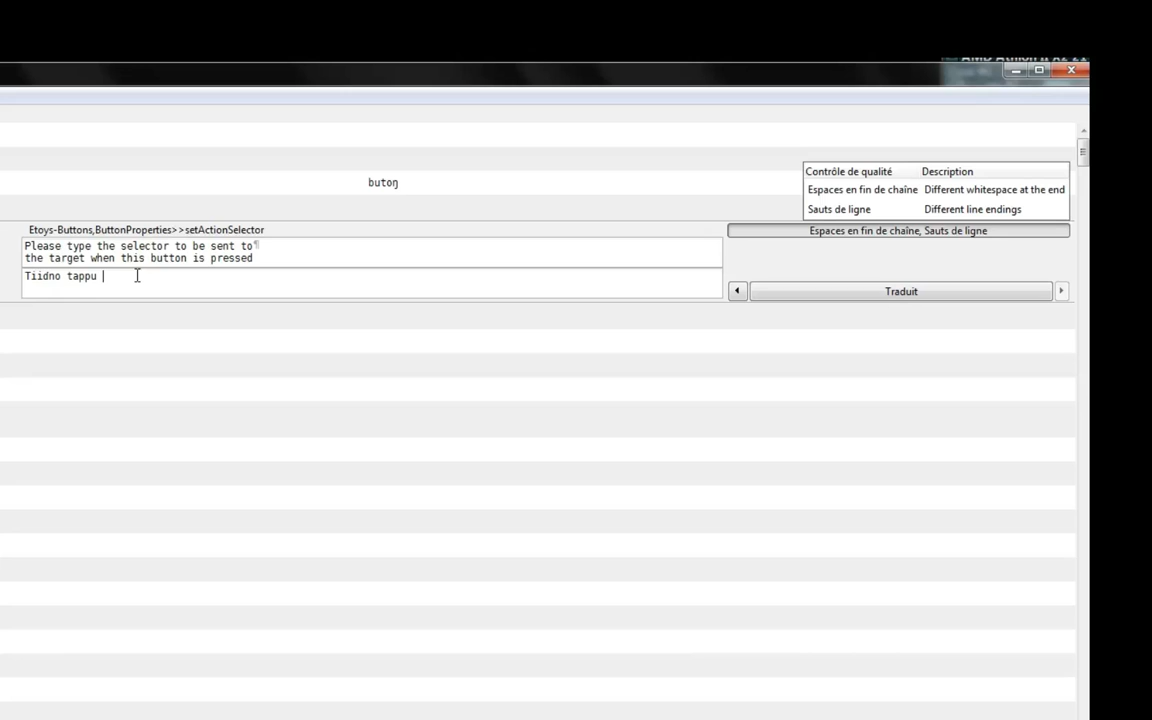 butoŋ
Contrôle de qualité Description
Espaces en fin de chaîne Different whitespace at the end
Sauts de ligne Different line endings
Etoys-Buttons,ButtonProperties>>setActionSelector
Espaces en fin de chaîne, Sauts de ligne
Please type the selector to be sent to¶
the target when this button is pressed
Tiidno tappu
Traduit